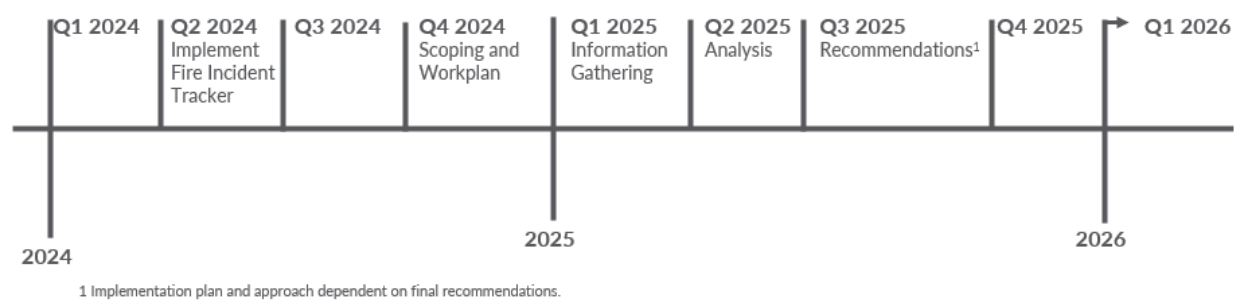 Q1 2024
Q2 2024
Implement
Fire Incident
Tracker
Q3 2024
Q4 2024
Scoping and
Workplan
Q1 2025
Information
Gathering
Q2 2025
Analysis
Q3 2025
Recommendations¹
Q4 2025
Q1 2026
2024
2025
2026
1 Implementation plan and approach dependent on final recommendations.